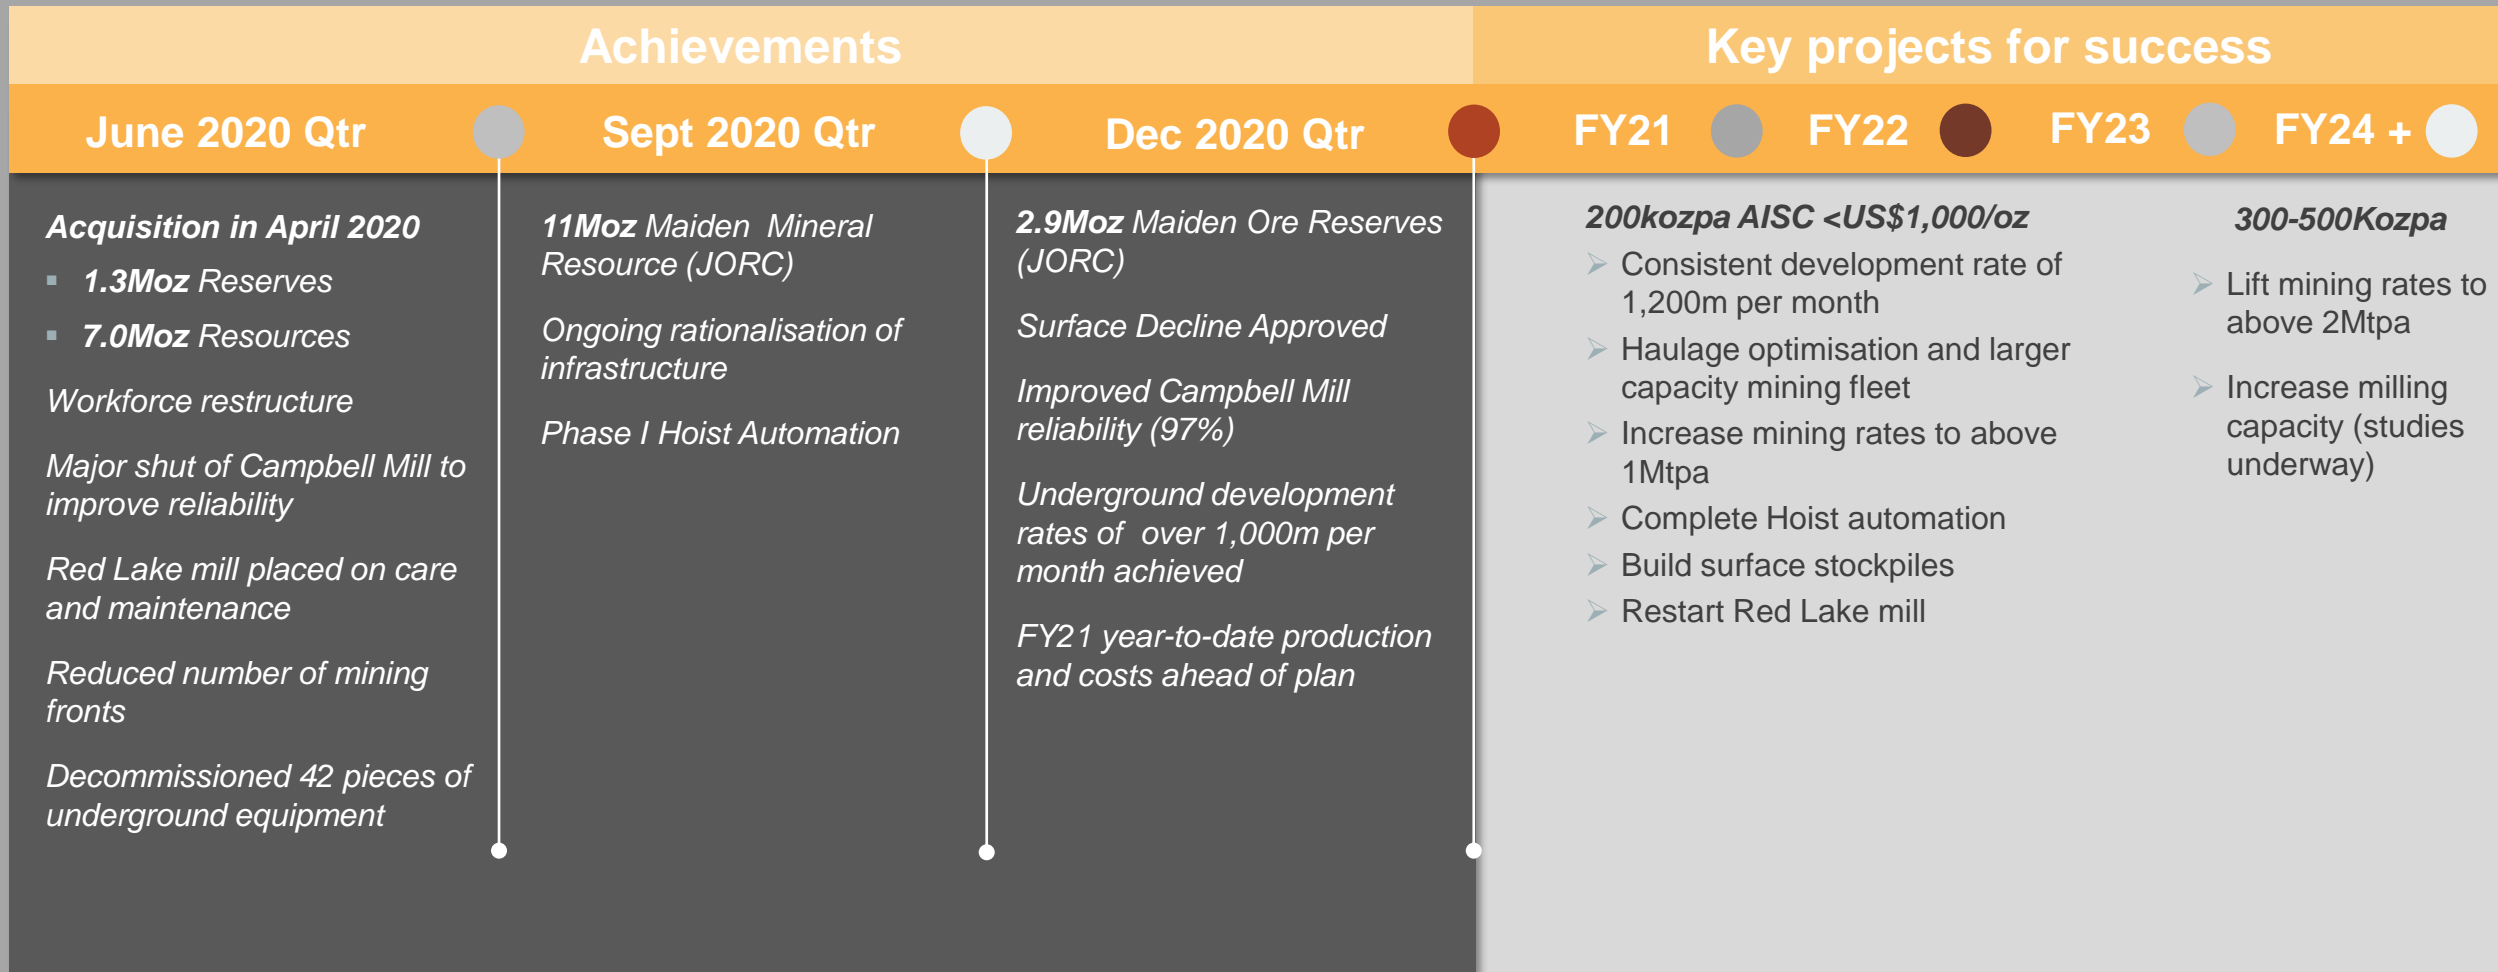 Achievements
Key projects for success
June 2020 Qtr
Sept 2020 Qtr
Dec 2020 Qtr
FY21
FY22
FY23
FY24 +
Acquisition in April 2020
▪ 1.3Moz Reserves
▪ 7.0Moz Resources
Workforce restructure
Major shut of Campbell Mill to
improve reliability
Red Lake mill placed on care
and maintenance
Reduced number of mining
fronts
Decommissioned 42 pieces of
underground equipment
11Moz Maiden Mineral
Resource (JORC)
Ongoing rationalisation of
infrastructure
Phase I Hoist Automation
2.9Moz Maiden Ore Reserves
(JORC)
Surface Decline Approved
Improved Campbell Mill
reliability (97%)
Underground development
rates of over 1,000m per
month achieved
FY21 year-to-date production
and costs ahead of plan
200kozpa AISC <US$1,000/oz
➢ Consistent development rate of
1,200m per month
➢ Haulage optimisation and larger
capacity mining fleet
➢ Increase mining rates to above
1Mtpa
➢ Complete Hoist automation
➢ Build surface stockpiles
➢ Restart Red Lake mill
300-500Kozpa
➢ Lift mining rates to
above 2Mtpa
➢ Increase milling
capacity (studies
underway)